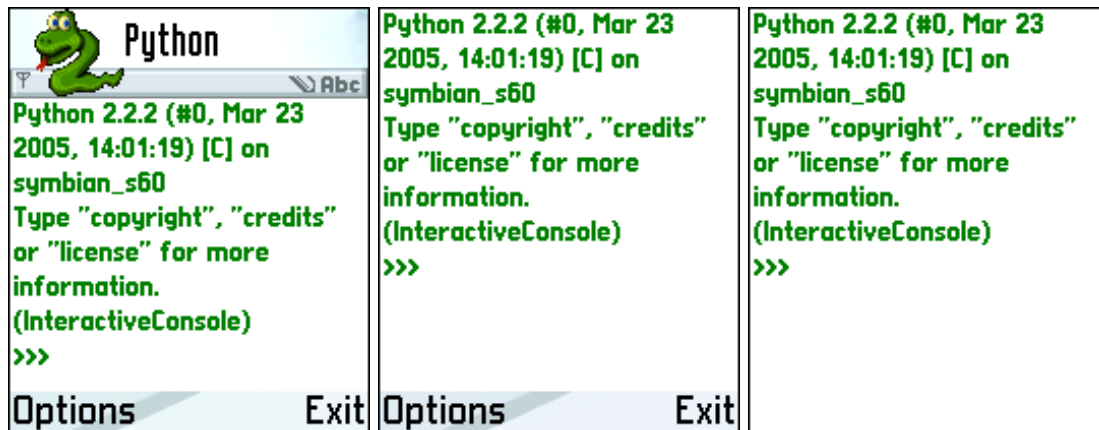 Python
Abc
Python 2.2.2 (#0, Mar 23
2005, 14:01:19) [C] on
symbian_s60
Type "copyright", "credits"
or "license" for more
information.
(InteractiveConsole)
>>>
Options Exit
Python 2.2.2 (#0, Mar 23
2005, 14:01:19) [C] on
symbian_s60
Type "copyright", "credits"
or "license" for more
information.
(InteractiveConsole)
>>>
Options Exit
Python 2.2.2 (#0, Mar 23
2005, 14:01:19) [C] on
symbian_s60
Type "copyright", "credits"
or "license" for more
information.
(InteractiveConsole)
>>>